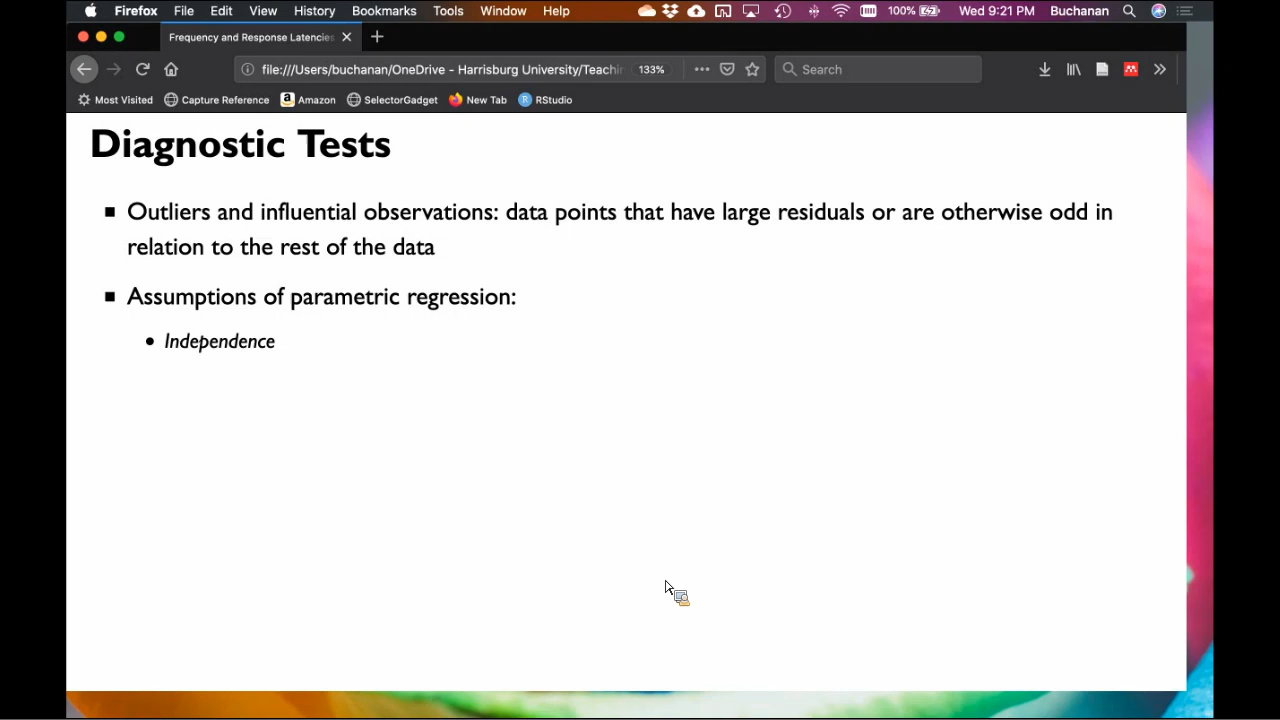 Firefox File Edit View History Bookmarks Tools Window Help 100% Wed 9:21 PM Buchanan
Frequency and Response Latencies
file:///Users/buchanan/OneDrive - Harrisburg University/Teachin 133% Search
Most Visited Capture Reference Amazon SelectorGadget New Tab RStudio
Diagnostic Tests
Outliers and influential observations: data points that have large residuals or are otherwise odd in
relation to the rest of the data
Assumptions of parametric regression:
Independence